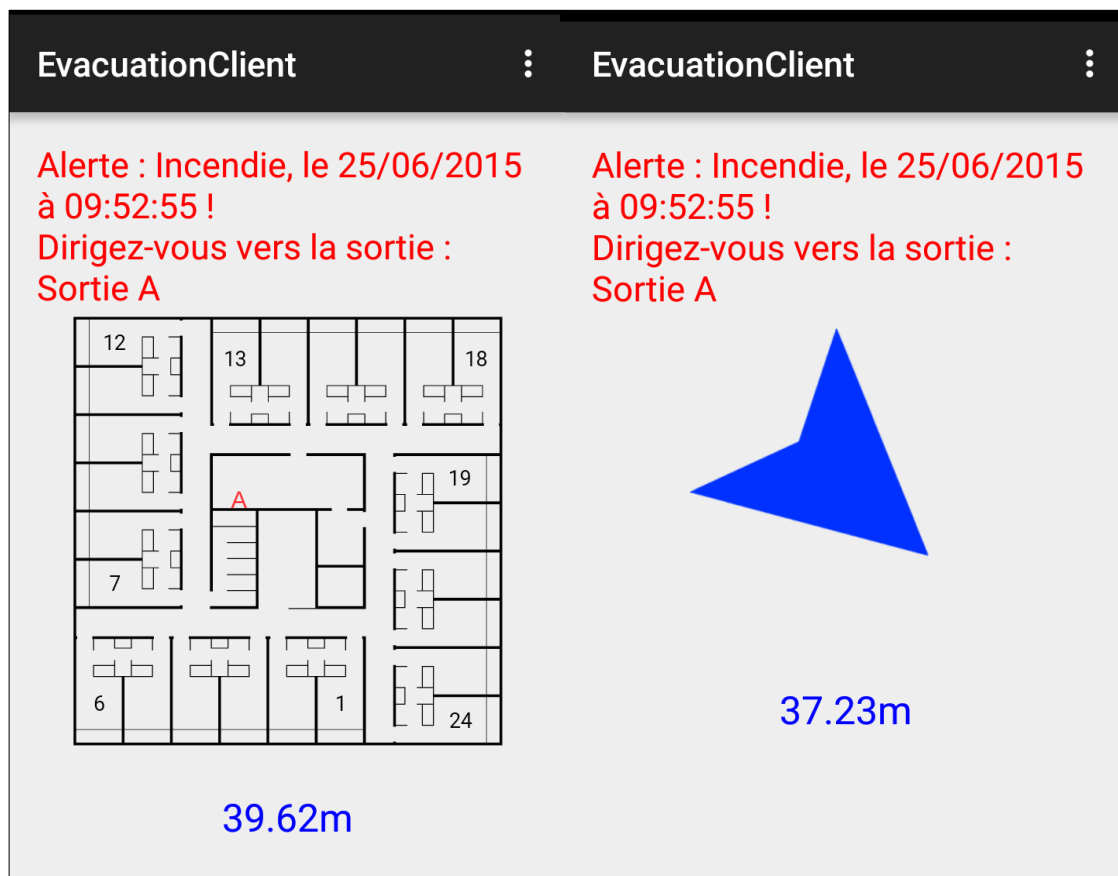 EvacuationClient
Alerte : Incendie, le 25/06/2015
à 09:52:55 !
Dirigez-vous vers la sortie :
Sortie A
12
13
18
19
A
7
6
1
24
39.62m
EvacuationClient
Alerte : Incendie, le 25/06/2015
à 09:52:55 !
Dirigez-vous vers la sortie :
Sortie A
37.23m